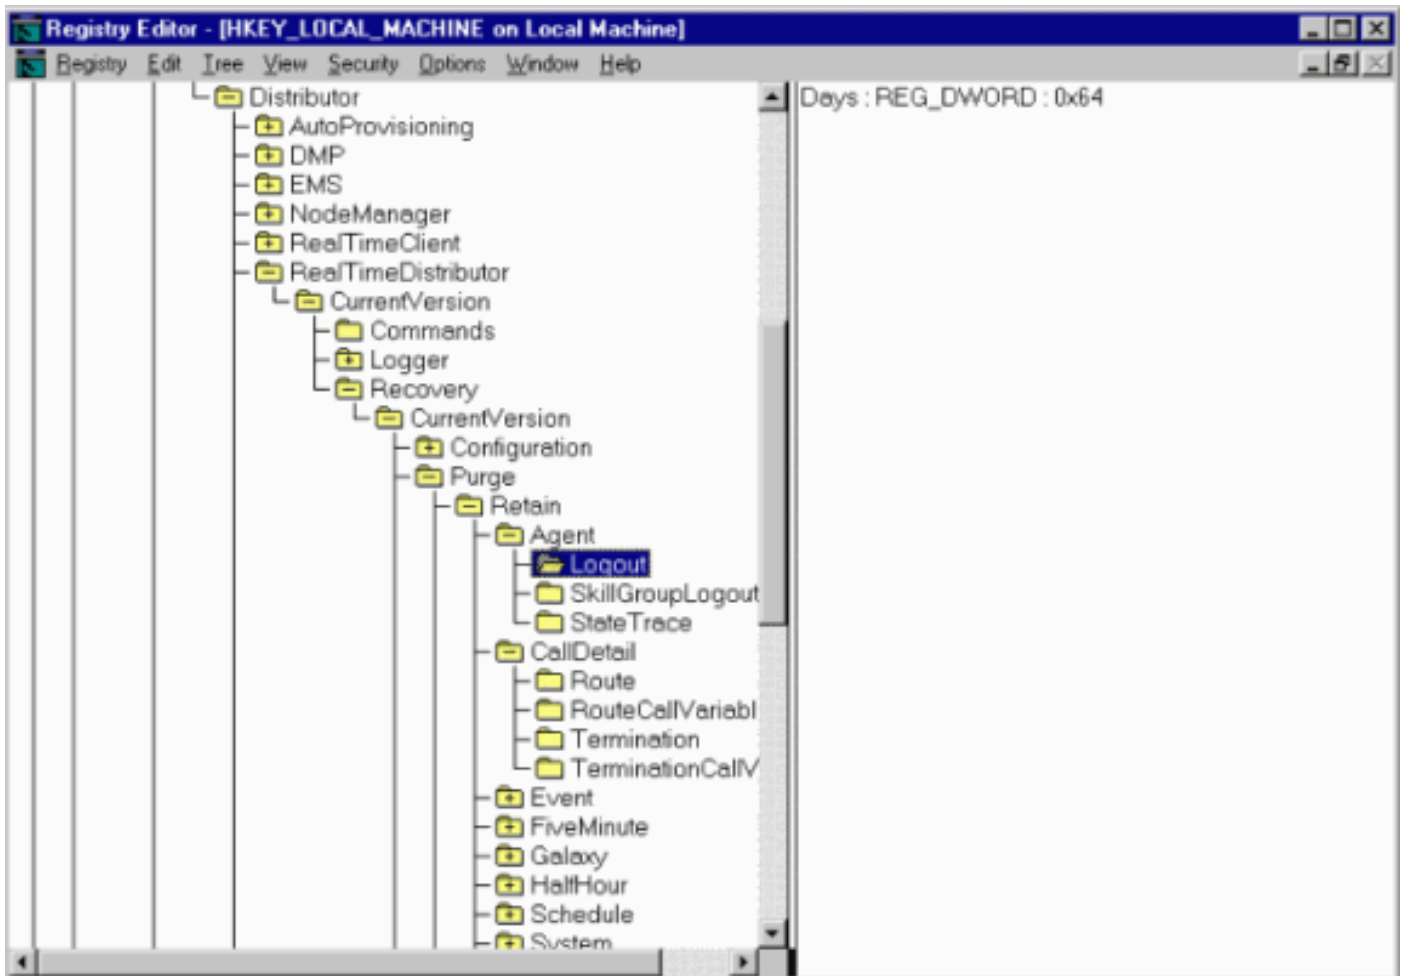 Registry Editor - [HKEY_LOCAL_MACHINE on Local Machine]
Registry Edit Tree View Security Options Window Help
Distributor
AutoProvisioning
DMP
EMS
NodeManager
RealTimeClient
RealTimeDistributor
CurrentVersion
Commands
Logger
Recovery
CurrentVersion
Configuration
Purge
Retain
Agent
Logout
SkillGroupLogout
StateTrace
CallDetail
Route
RouteCallVariabl
Termination
TerminationCallV
Event
FiveMinute
Galaxy
HalfHour
Schedule
System
Days : REG_DWORD : 0x64